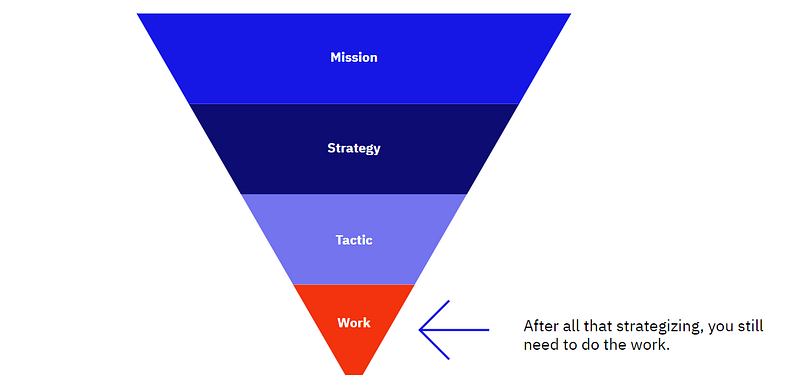 Mission
Strategy
Tactic
Work
After all that strategizing, you still
need to do the work.